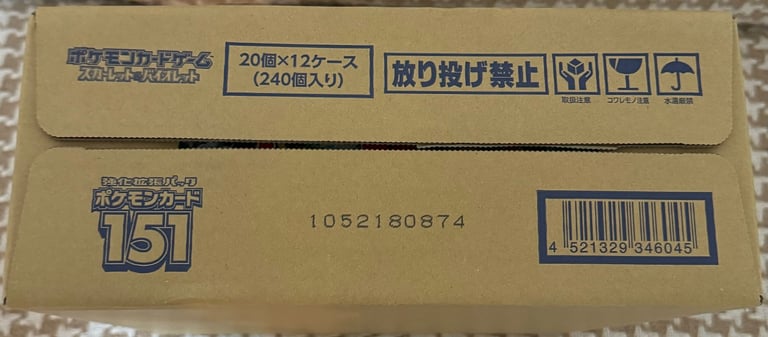 ポケモンカードゲーム
スカーレット&バイオレット
20個×12ケース
(240個入り)
放り投げ禁止
取扱注意
コワレモノ注意
水濡厳禁
強化拡張パック
ポケモンカード
151
1052180874
4 521329 346045